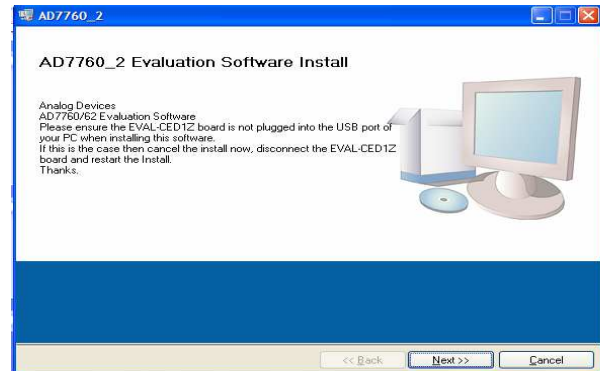 AD7760_2
AD7760_2 Evaluation Software Install
Analog Devices
AD7760/62 Evaluation Software
Please ensure the EVAL-CED1Z board is not plugged into the USB port of
your PC when installing this software.
If this is the case then cancel the install now, disconnect the EVAL-CED1Z
board and restart the Install.
Thanks.
<< Back
Next >>
Cancel